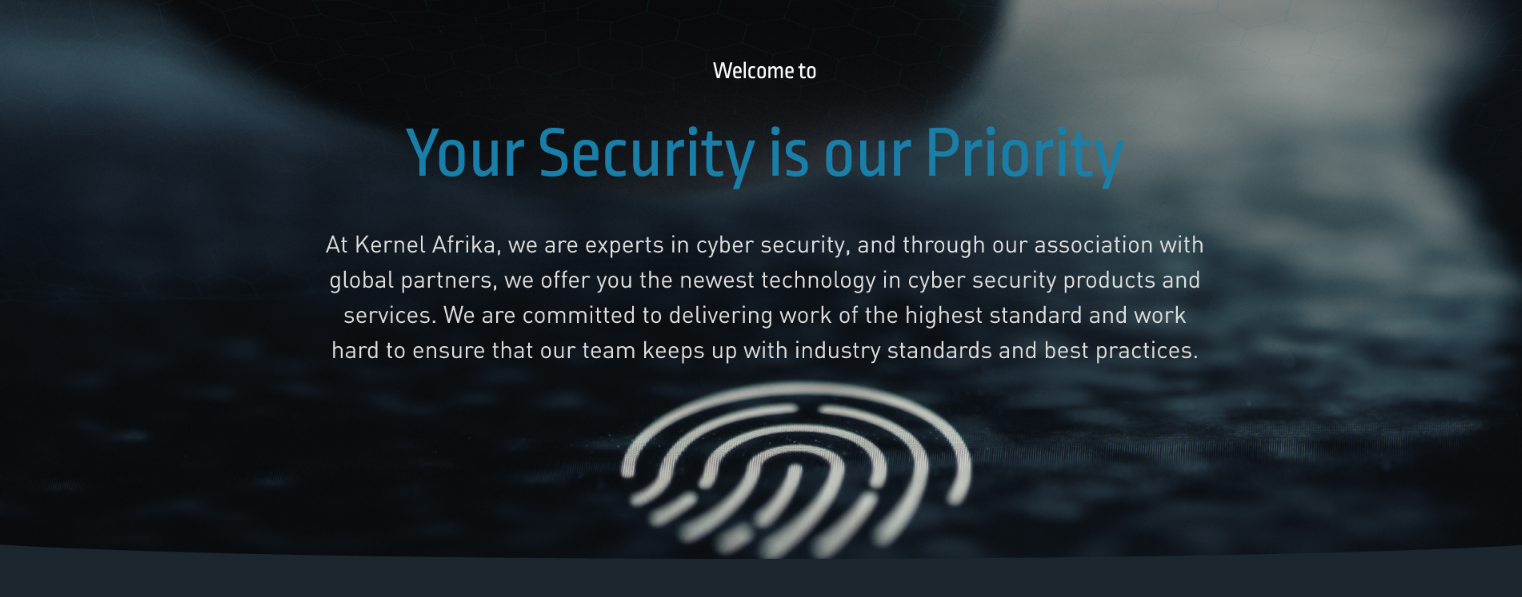 Welcome to
Your Security is our Priority
At Kernel Afrika, we are experts in cyber security, and through our association with
global partners, we offer you the newest technology in cyber security products and
services. We are committed to delivering work of the highest standard and work
hard to ensure that our team keeps up with industry standards and best practices.